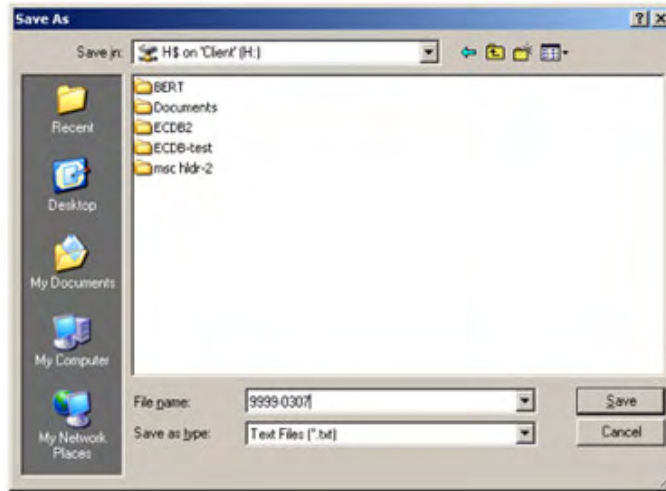 Save As
Save in:
H$ on 'Client' (H:)
BERT
Documents
ECDB2
ECDB-test
msc hldr-2
Recent
Desktop
My Documents
My Computer
My Network
Places
File name:
9999-0307
Save
Save as type:
Text Files (*.txt)
Cancel